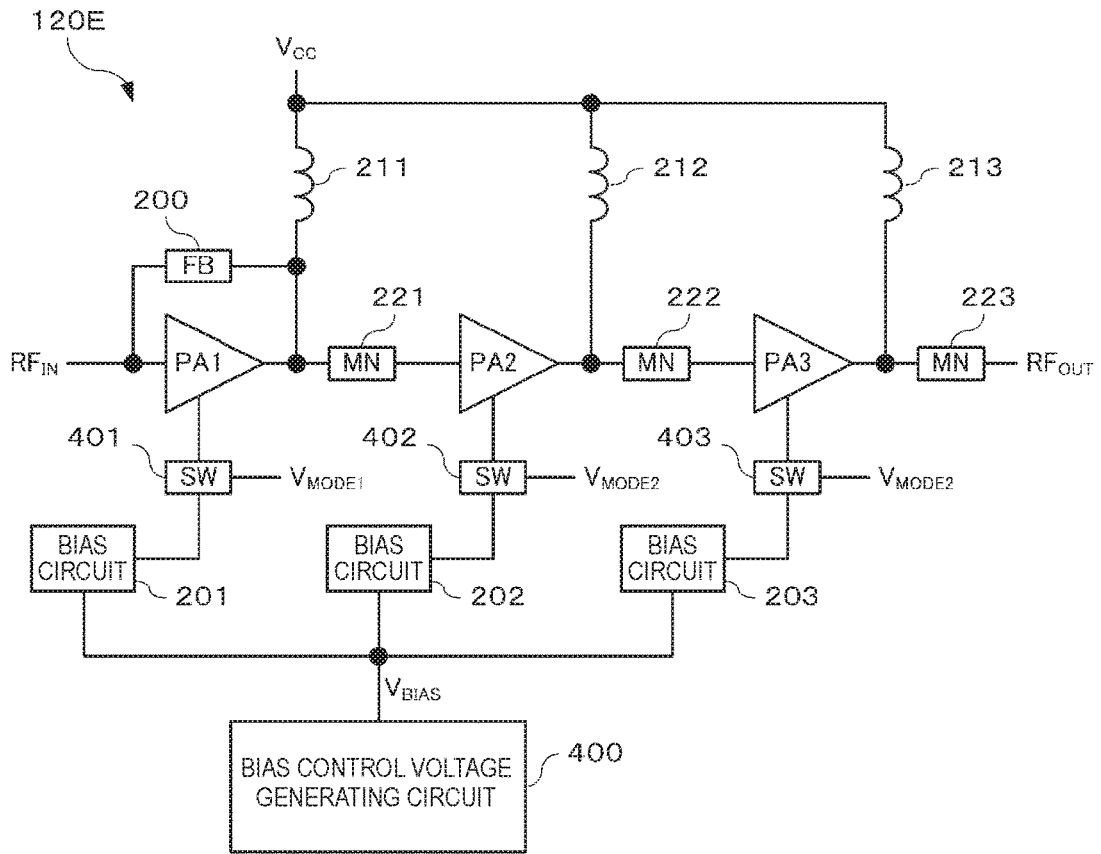 120E
VCC
211
212
213
200
FB
221
222
223
RFIN
PA1
MN
PA2
MN
PA3
MN
RFOUT
401
402
403
SW
VMODE1
SW
VMODE2
SW
VMODE2
BIAS
CIRCUIT
BIAS
CIRCUIT
BIAS
CIRCUIT
201
202
203
VBIAS
BIAS CONTROL VOLTAGE
GENERATING CIRCUIT
400